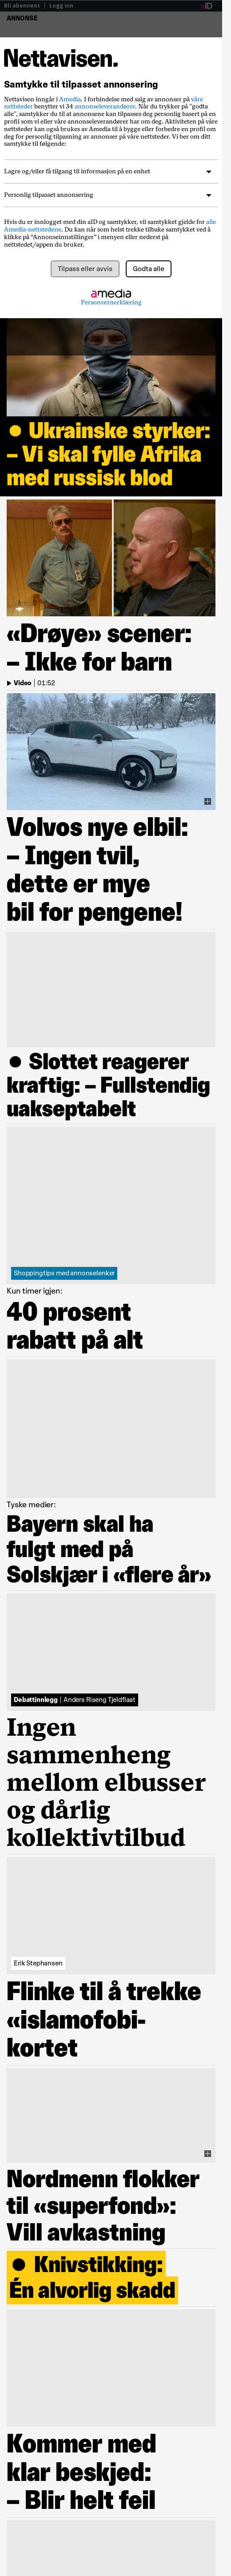 Bli abonnent | Logg inn
aID
ANNONSE
Nettavisen.
Samtykke til tilpasset annonsering
Nettavisen inngår i Amedia. I forbindelse med salg av annonser på våre
nettsteder benytter vi 34 annonseleverandører. Når du trykker på "godta
alle", samtykker du til at annonsene kan tilpasses deg personlig basert på en
profil som vi eller våre annonseleverandører har om deg. Aktiviteten på våre
nettsteder kan også brukes av Amedia til å bygge eller forbedre en profil om
deg for personlig tilpasning av annonser på våre nettsteder. Vi ber om ditt
samtykke til følgende:
Lagre og/eller få tilgang til informasjon på en enhet
Personlig tilpasset annonsering
Hvis du er innlogget med din aID og samtykker, vil samtykket gjelde for alle
Amedia-nettstedene. Du kan når som helst trekke tilbake samtykket ved å
klikke på “Annonseinnstillinger” i menyen eller nederst på
nettstedet/appen du bruker.
Tilpass eller avvis
Godta alle
amedia
Personvernerklæring
● Ukrainske styrker:
– Vi skal fylle Afrika
med russisk blod
«Drøye» scener:
– Ikke for barn
Video | 01:52
Volvos nye elbil:
– Ingen tvil,
dette er mye
bil for pengene!
● Slottet reagerer
kraftig: – Fullstendig
uakseptabelt
Shoppingtips med annonselenker
Kun timer igjen:
40 prosent
rabatt på alt
Tyske medier:
Bayern skal ha
fulgt med på
Solskjær i «flere år»
Debattinnlegg | Anders Riseng Tjeldflaat
Ingen
sammenheng
mellom elbusser
og dårlig
kollektivtilbud
Erik Stephansen
Flinke til å trekke
«islamofobi-
kortet
Nordmenn flokker
til «superfond»:
Vill avkastning
● Knivstikking:
Én alvorlig skadd
Kommer med
klar beskjed:
– Blir helt feil